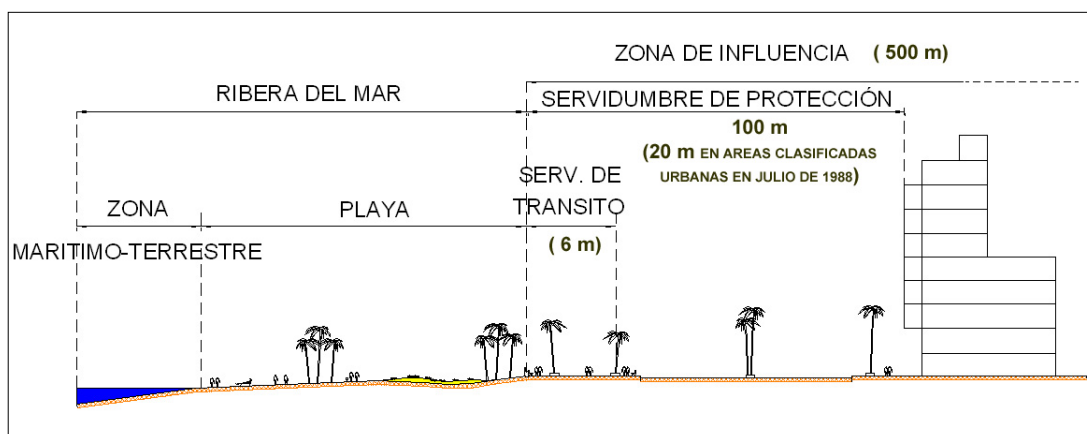 ZONA DE INFLUENCIA ( 500 m)
RIBERA DEL MAR
SERVIDUMBRE DE PROTECCIÓN
100 m
(20 m EN AREAS CLASIFICADAS
URBANAS EN JULIO DE 1988)
SERV. DE
TRANSITO
( 6 m)
ZONA
MARITIMO-TERRESTRE
PLAYA